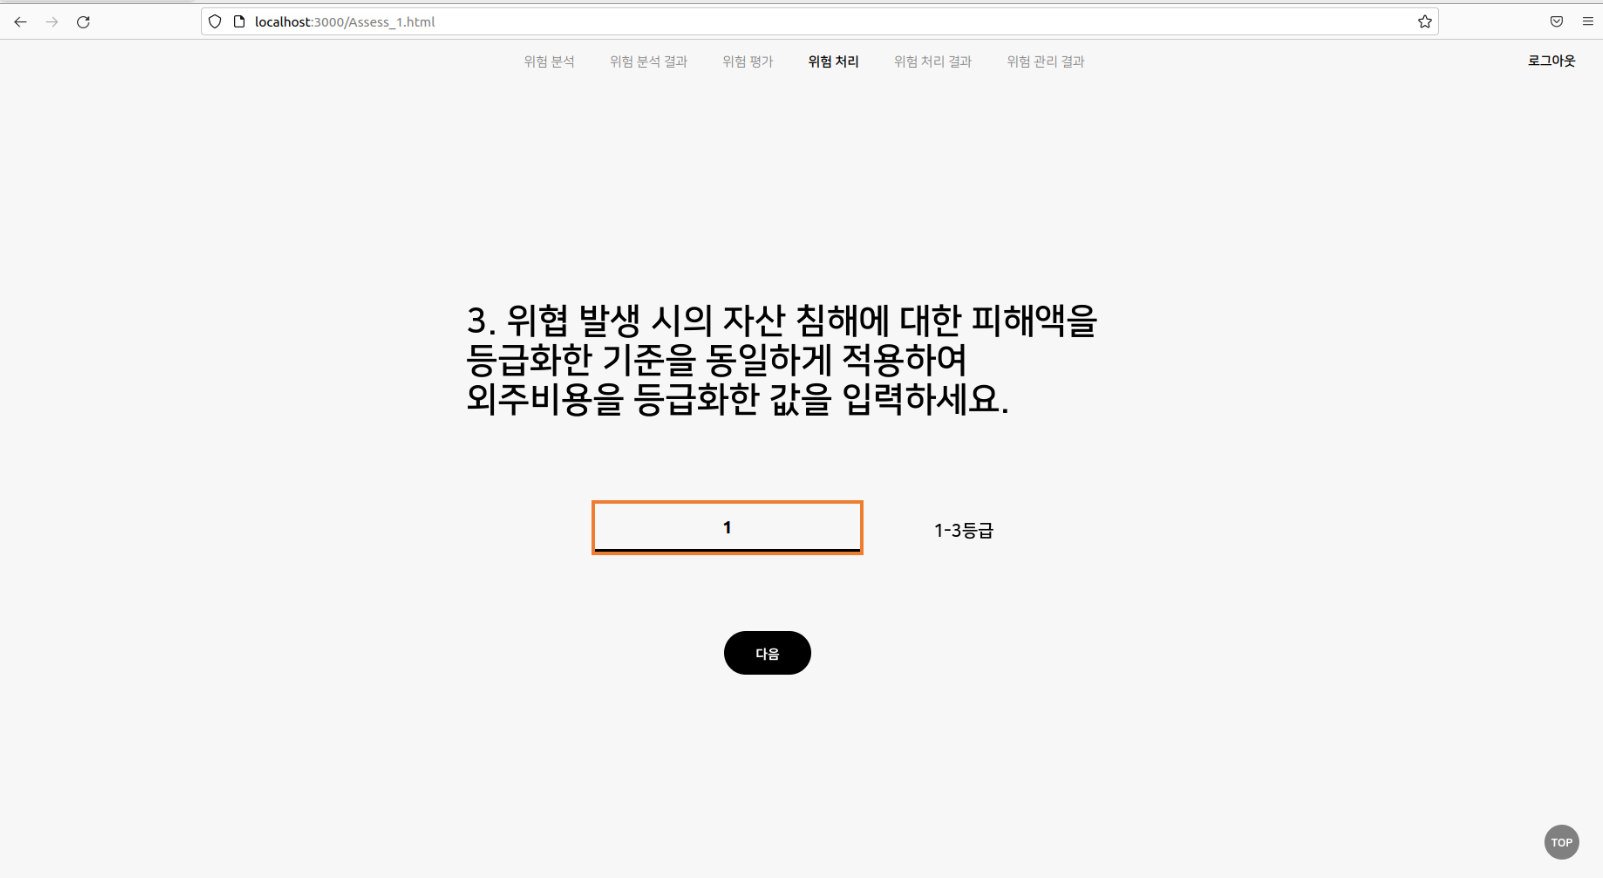 localhost:3000/Assess_1.html
위험 분석 위험 분석 결과 위험 평가 위험 처리 위험 처리 결과 위험 관리 결과 로그아웃
3. 위협 발생 시의 자산 침해에 대한 피해액을
등급화한 기준을 동일하게 적용하여
외주비용을 등급화한 값을 입력하세요.
1 1-3등급
다음
TOP